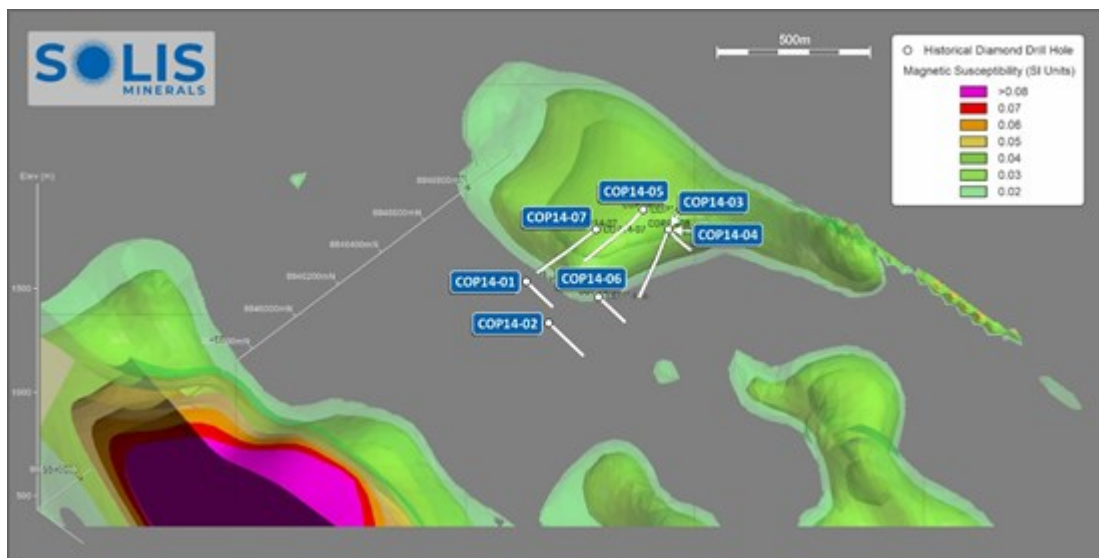 SOLIS
MINERALS
500m
Historical Diamond Drill Hole
Magnetic Susceptibility (SI Units)
>0.08
0.07
0.06
0.05
0.04
0.03
0.02
Elev (m)
1500
1000
500
COP14-05
COP14-03
COP14-07
COP14-04
COP14-01
COP14-06
COP14-02